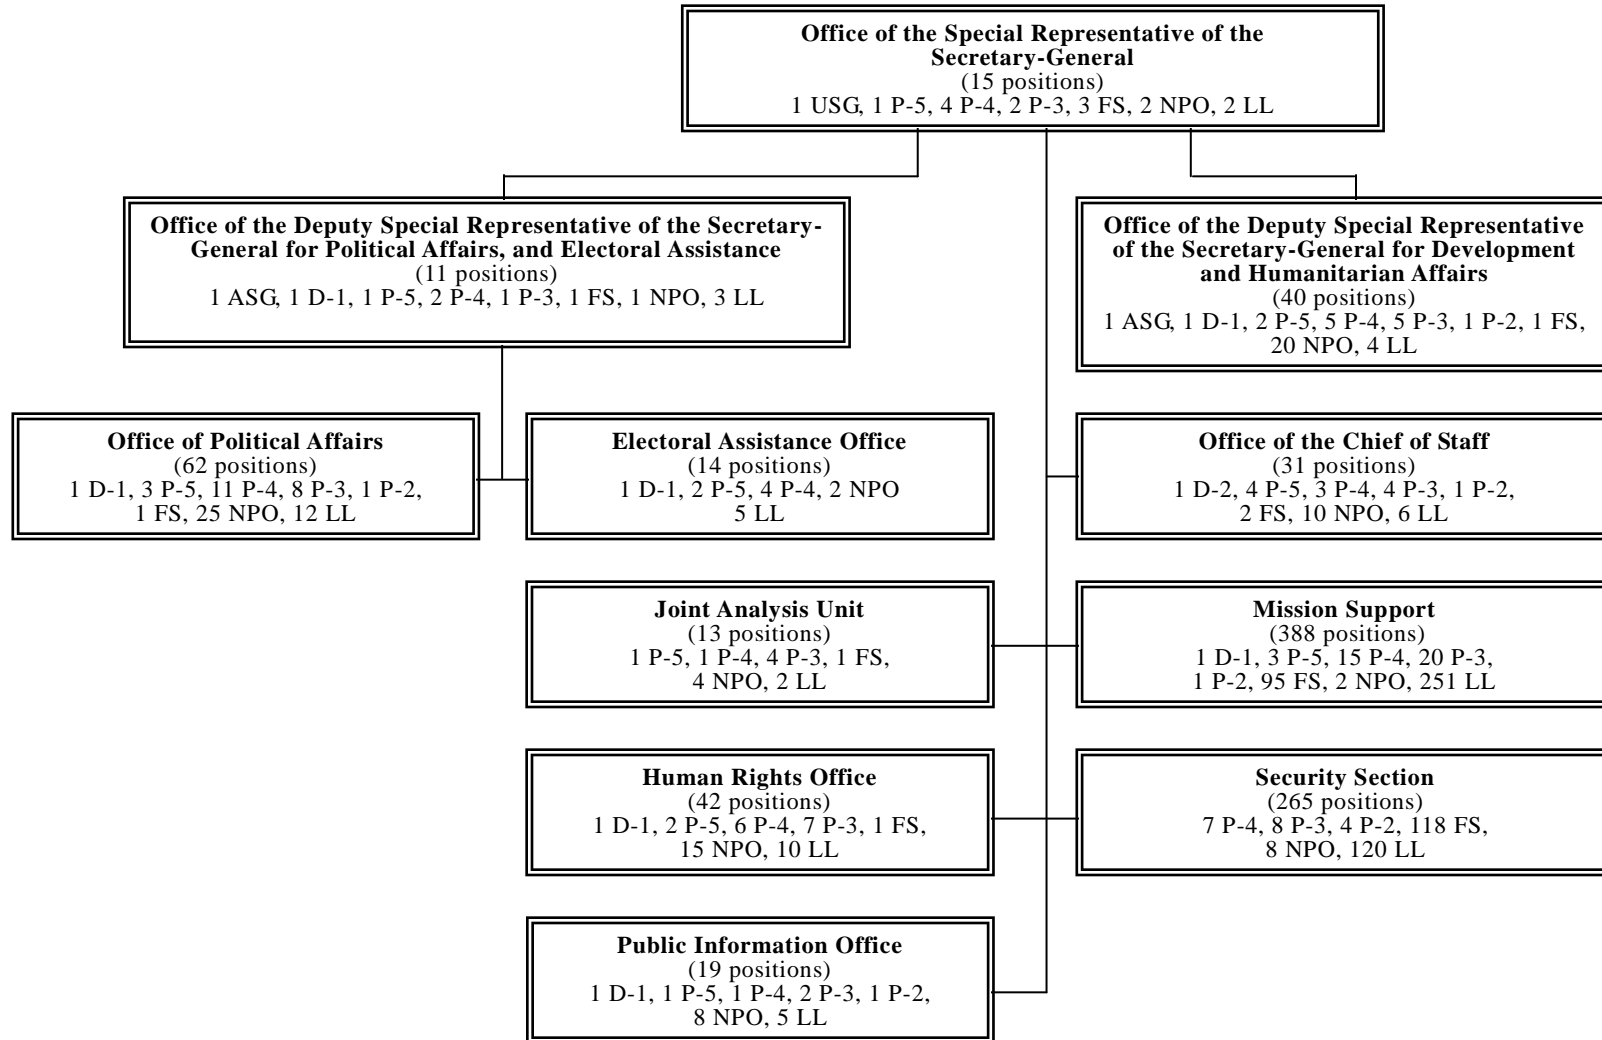 Office of the Special Representative of the
Secretary-General
(15 positions)
1 USG, 1 P-5, 4 P-4, 2 P-3, 3 FS, 2 NPO, 2 LL
Office of the Deputy Special Representative of the Secretary-
General for Political Affairs, and Electoral Assistance
(11 positions)
1 ASG, 1 D-1, 1 P-5, 2 P-4, 1 P-3, 1 FS, 1 NPO, 3 LL
Office of the Deputy Special Representative
of the Secretary-General for Development
and Humanitarian Affairs
(40 positions)
1 ASG, 1 D-1, 2 P-5, 5 P-4, 5 P-3, 1 P-2, 1 FS,
20 NPO, 4 LL
Office of Political Affairs
(62 positions)
1 D-1, 3 P-5, 11 P-4, 8 P-3, 1 P-2,
1 FS, 25 NPO, 12 LL
Electoral Assistance Office
(14 positions)
1 D-1, 2 P-5, 4 P-4, 2 NPO
5 LL
Office of the Chief of Staff
(31 positions)
1 D-2, 4 P-5, 3 P-4, 4 P-3, 1 P-2,
2 FS, 10 NPO, 6 LL
Joint Analysis Unit
(13 positions)
1 P-5, 1 P-4, 4 P-3, 1 FS,
4 NPO, 2 LL
Mission Support
(388 positions)
1 D-1, 3 P-5, 15 P-4, 20 P-3,
1 P-2, 95 FS, 2 NPO, 251 LL
Human Rights Office
(42 positions)
1 D-1, 2 P-5, 6 P-4, 7 P-3, 1 FS,
15 NPO, 10 LL
Security Section
(265 positions)
7 P-4, 8 P-3, 4 P-2, 118 FS,
8 NPO, 120 LL
Public Information Office
(19 positions)
1 D-1, 1 P-5, 1 P-4, 2 P-3, 1 P-2,
8 NPO, 5 LL